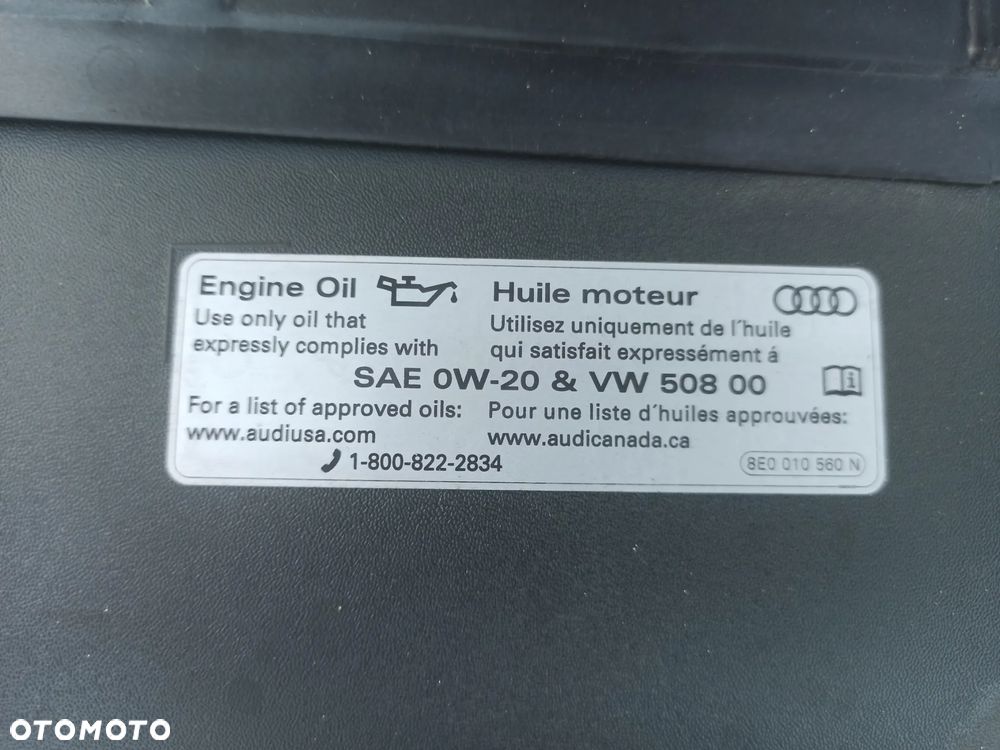 Engine Oil
Huile moteur
Use only oil that
expressly complies with
Utilisez uniquement de l´huile
qui satisfait expressément á
SAE 0W-20 & VW 508 00
For a list of approved oils:
www.audiusa.com
Pour une liste d´huiles approuvées:
www.audicanada.ca
1-800-822-2834
8E0 010 560 N
OTOMOTO